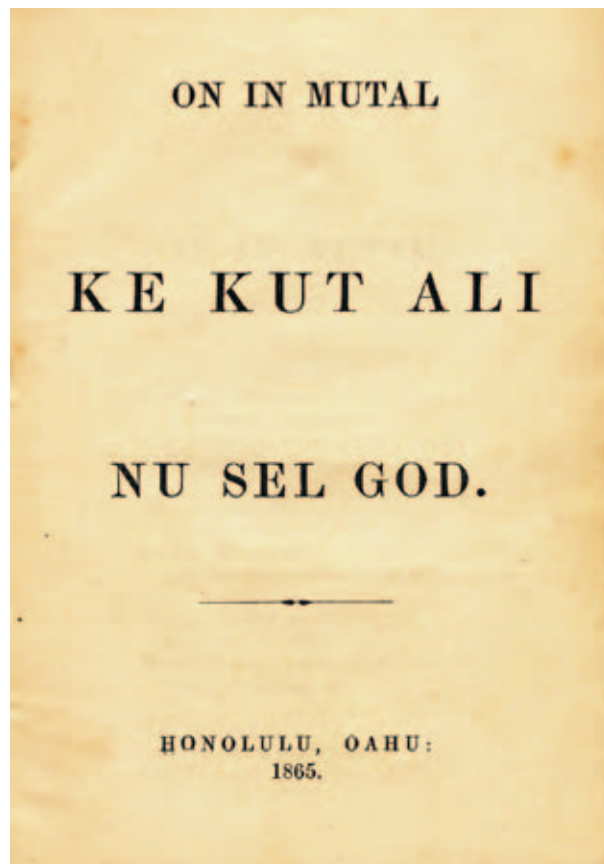 ON IN MUTAL
KE KUT ALI
NU SEL GOD.
HONOLULU, OAHU:
1865.